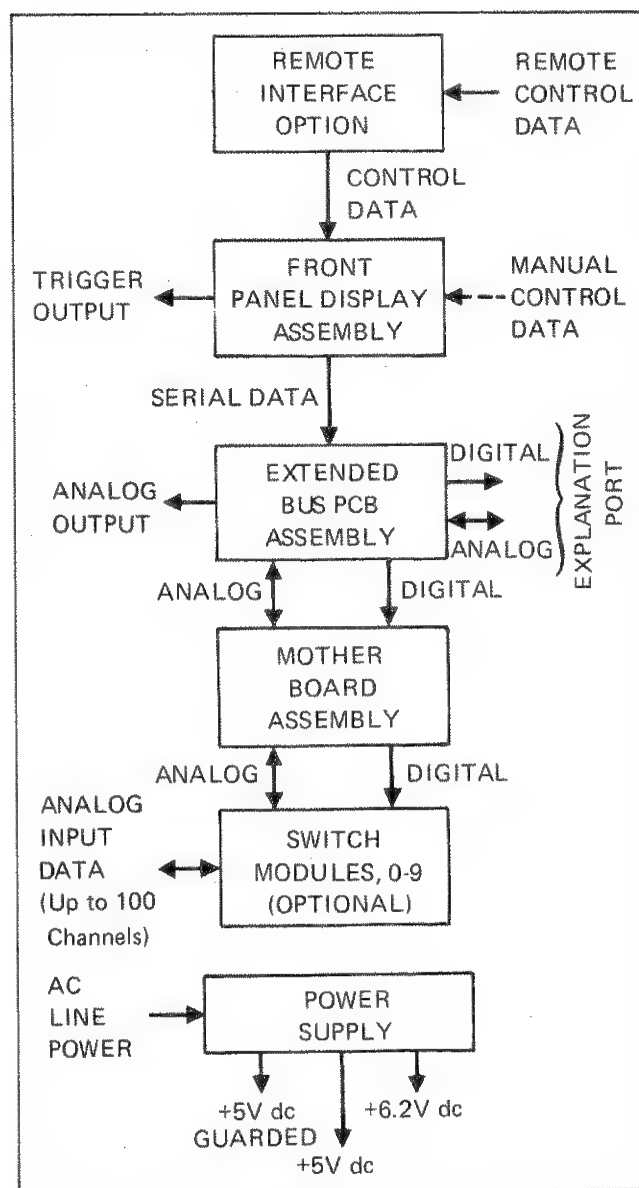 REMOTE
INTERFACE
OPTION
REMOTE
CONTROL
DATA
CONTROL
DATA
TRIGGER
OUTPUT
FRONT
PANEL DISPLAY
ASSEMBLY
MANUAL
CONTROL
DATA
SERIAL DATA
ANALOG
OUTPUT
EXTENDED
BUS PCB
ASSEMBLY
DIGITAL
ANALOG
EXPLANATION
PORT
ANALOG
DIGITAL
MOTHER
BOARD
ASSEMBLY
ANALOG
DIGITAL
ANALOG
INPUT
DATA
(Up to 100
Channels)
SWITCH
MODULES, 0-9
(OPTIONAL)
AC
LINE
POWER
POWER
SUPPLY
+5V dc
GUARDED
+5V dc
+6.2V dc